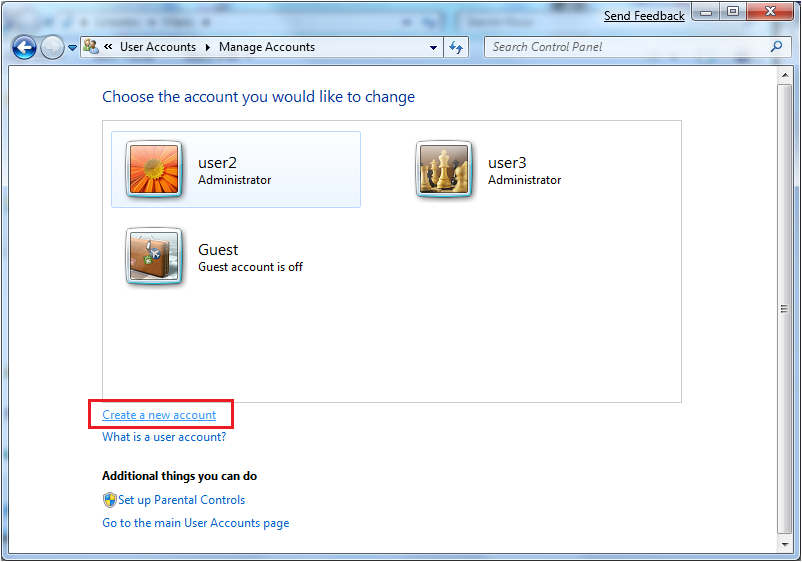 Send Feedback
« User Accounts ▸ Manage Accounts
Search Control Panel
Choose the account you would like to change
user2
Administrator
user3
Administrator
Guest
Guest account is off
Create a new account
What is a user account?
Additional things you can do
Set up Parental Controls
Go to the main User Accounts page